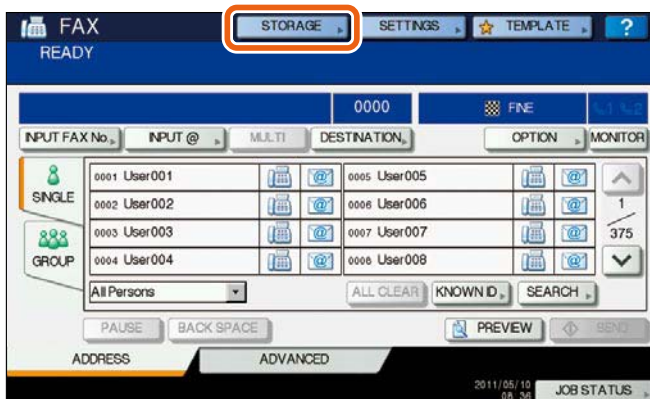 FAX STORAGE SETTINGS TEMPLATE ?
READY
0000 FINE
INPUT FAX No. INPUT @ MULTI DESTINATION OPTION MONITOR
SINGLE
0001 User001 0005 User005
0002 User002 0006 User006
1
GROUP
0003 User003 0007 User007
375
0004 User004 0008 User008
All Persons ALL CLEAR KNOWN ID SEARCH
PAUSE BACK SPACE PREVIEW SEND
ADDRESS ADVANCED
2011/05/10
08:36 JOB STATUS